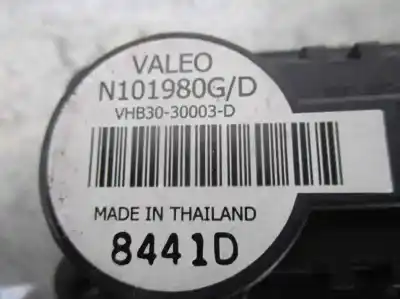 VALEO
N101980G/D
VHB30-30003-D
MADE IN THAILAND
8441D